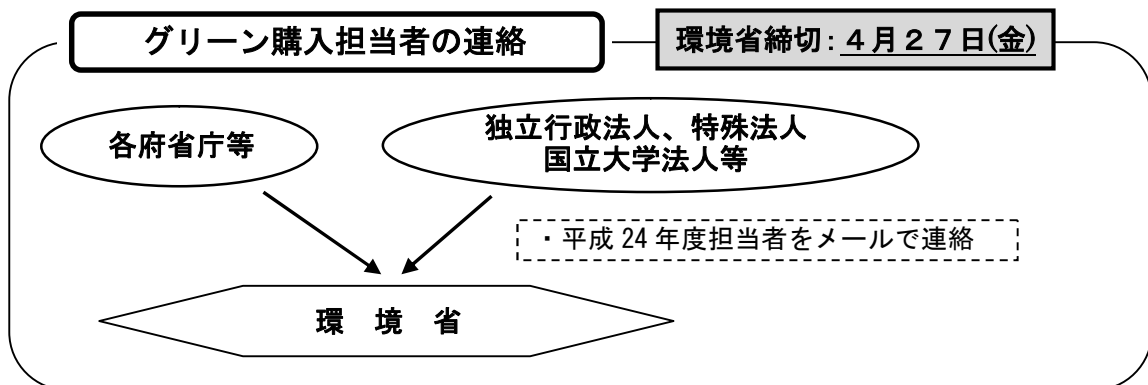 グリーン購入担当者の連絡
環境省締切：４月２７日(金)
各府省庁等
独立行政法人、特殊法人
国立大学法人等
・平成 24 年度担当者をメールで連絡
環 境 省